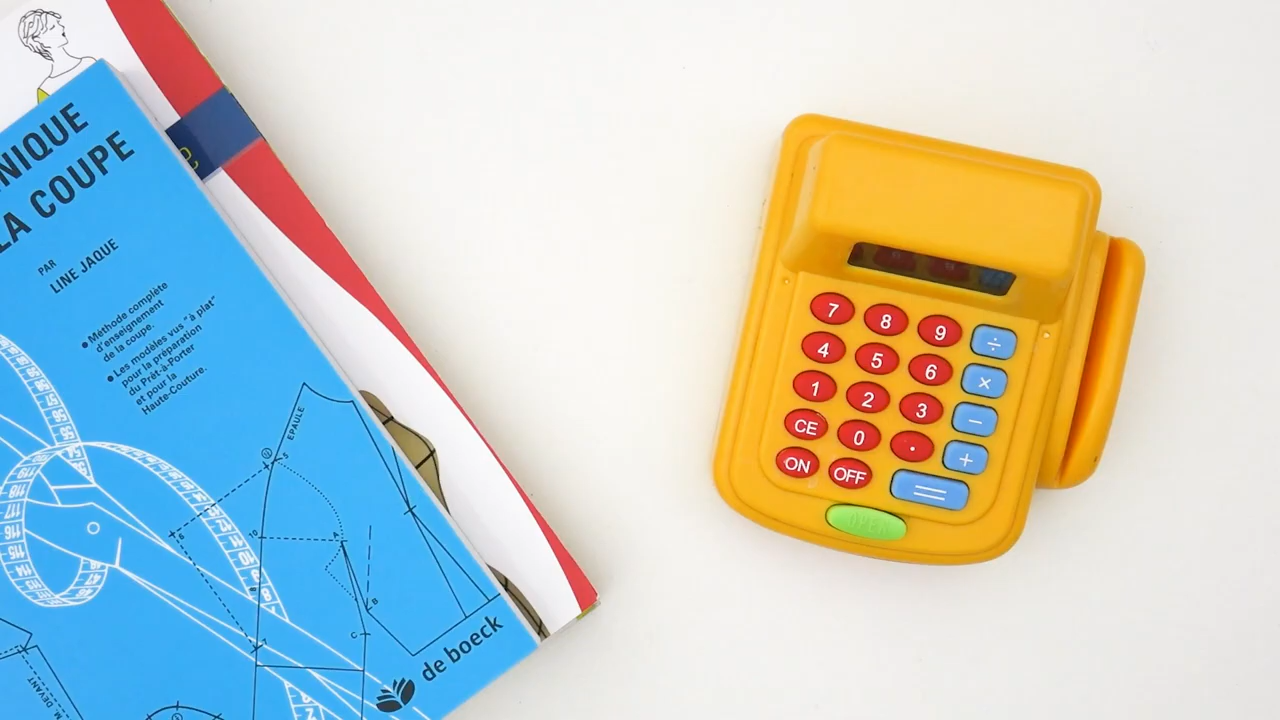 NIQUE
LA COUPE
PAR
LINE JAQUE
● Méthode complète
d'enseignement
de la coupe.
● Les modèles vus "à plat"
pour la préparation
du Prêt-à-Porter
et pour la
Haute-Couture.
EPAULE
A
B
C
M. DEVANT
de boeck
7 8 9 ÷
4 5 6 ×
1 2 3 −
CE 0 . +
ON OFF =
OPEN